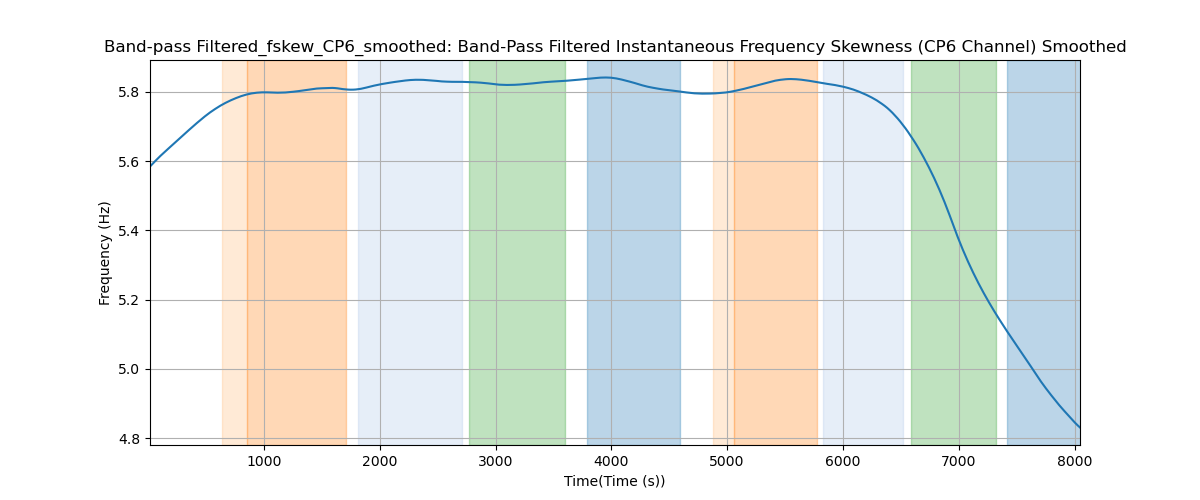 Band-pass Filtered_fskew_CP6_smoothed: Band-Pass Filtered Instantaneous Frequency Skewness (CP6 Channel) Smoothed
5.8
5.6
5.4
5.2
5.0
4.8
Frequency (Hz)
1000 2000 3000 4000 5000 6000 7000 8000
Time(Time (s))